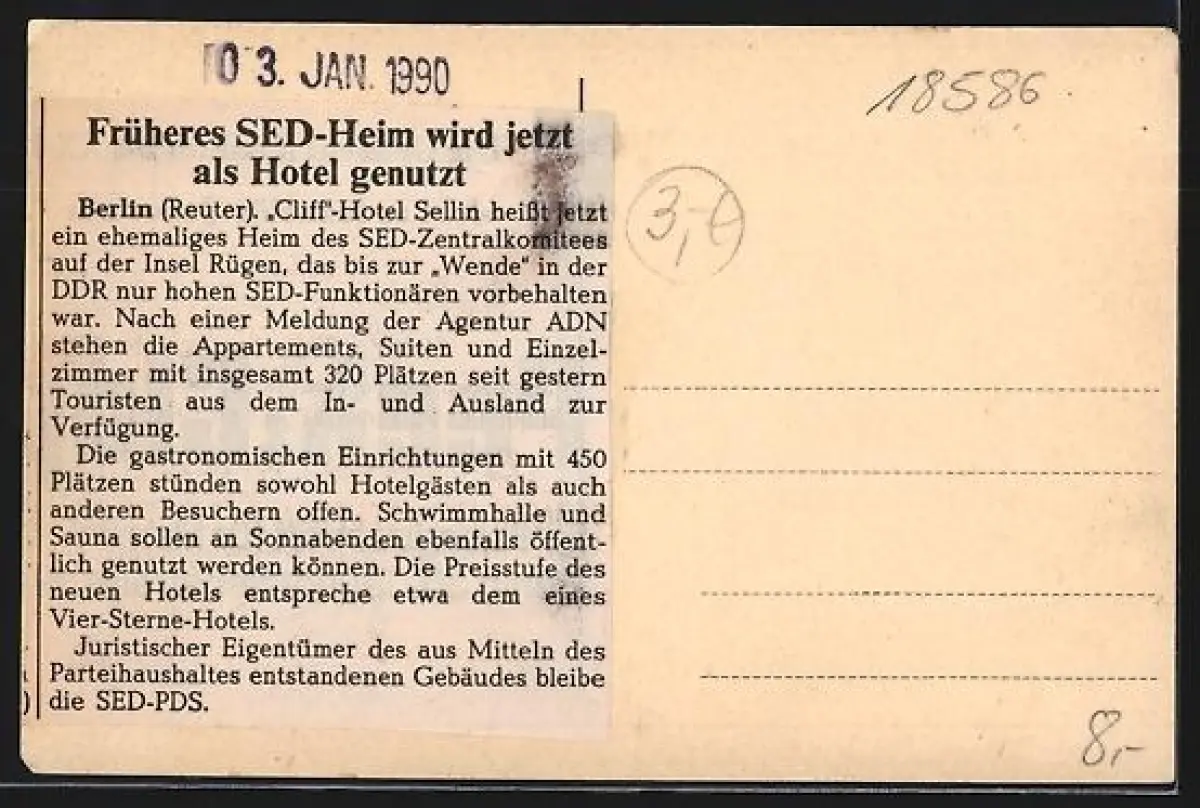 03. JAN. 1990
18586
Früheres SED-Heim wird jetzt
als Hotel genutzt
Berlin (Reuter). „Cliff"-Hotel Sellin heißt jetzt
ein ehemaliges Heim des SED-Zentralkomitees
auf der Insel Rügen, das bis zur „Wende" in der
DDR nur hohen SED-Funktionären vorbehalten
war. Nach einer Meldung der Agentur ADN
stehen die Appartements, Suiten und Einzel-
zimmer mit insgesamt 320 Plätzen seit gestern
Touristen aus dem In- und Ausland zur
Verfügung.
Die gastronomischen Einrichtungen mit 450
Plätzen stünden sowohl Hotelgästen als auch
anderen Besuchern offen. Schwimmhalle und
Sauna sollen an Sonnabenden ebenfalls öffent-
lich genutzt werden können. Die Preisstufe des
neuen Hotels entspreche etwa dem eines
Vier-Sterne-Hotels.
Juristischer Eigentümer des aus Mitteln des
Parteihaushaltes entstandenen Gebäudes bleibe
die SED-PDS.
3,-€
8,-